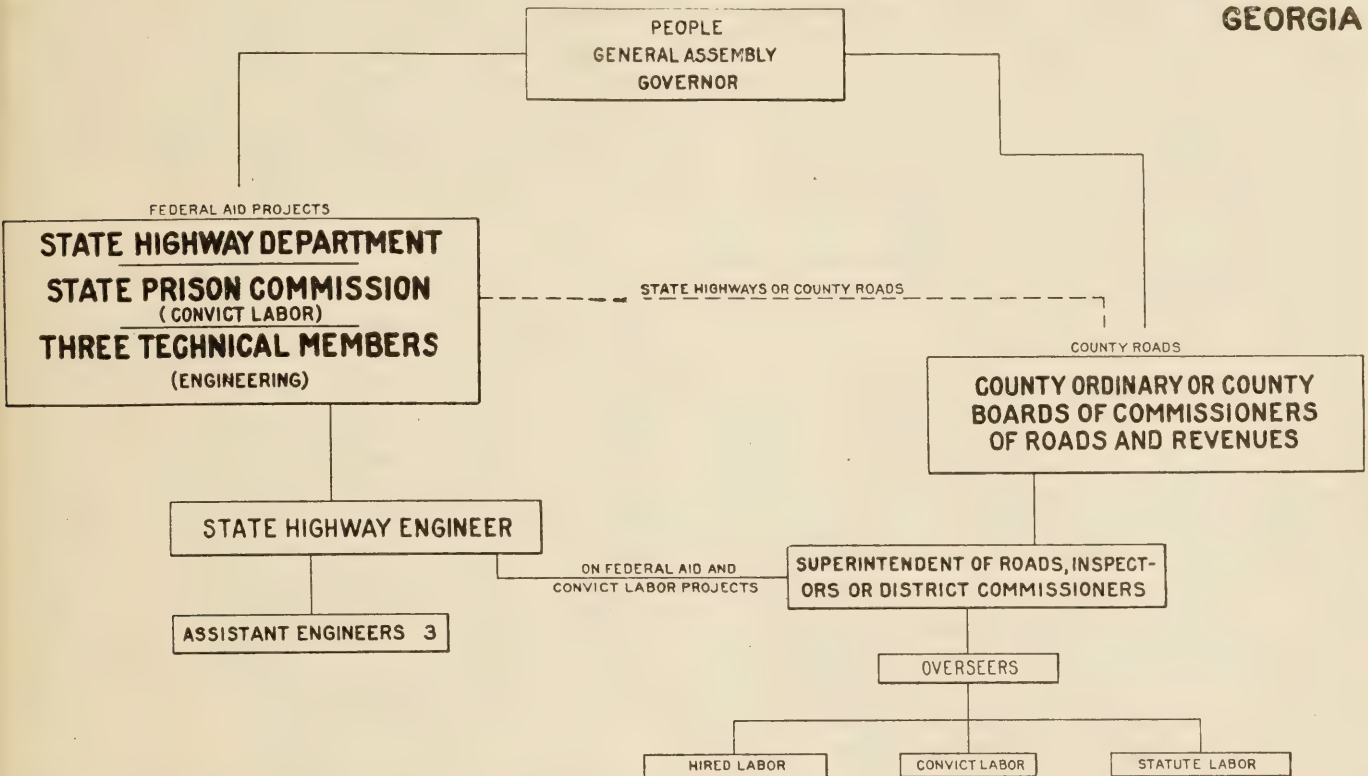 GEORGIA
PEOPLE
GENERAL ASSEMBLY
GOVERNOR
FEDERAL AID PROJECTS
STATE HIGHWAY DEPARTMENT
STATE PRISON COMMISSION
(CONVICT LABOR)
THREE TECHNICAL MEMBERS
(ENGINEERING)
STATE HIGHWAYS OR COUNTY ROADS
COUNTY ROADS
COUNTY ORDINARY OR COUNTY
BOARDS OF COMMISSIONERS
OF ROADS AND REVENUES
STATE HIGHWAY ENGINEER
ON FEDERAL AID AND
CONVICT LABOR PROJECTS
SUPERINTENDENT OF ROADS, INSPECT-
ORS OR DISTRICT COMMISSIONERS
ASSISTANT ENGINEERS 3
OVERSEERS
HIRED LABOR
CONVICT LABOR
STATUTE LABOR